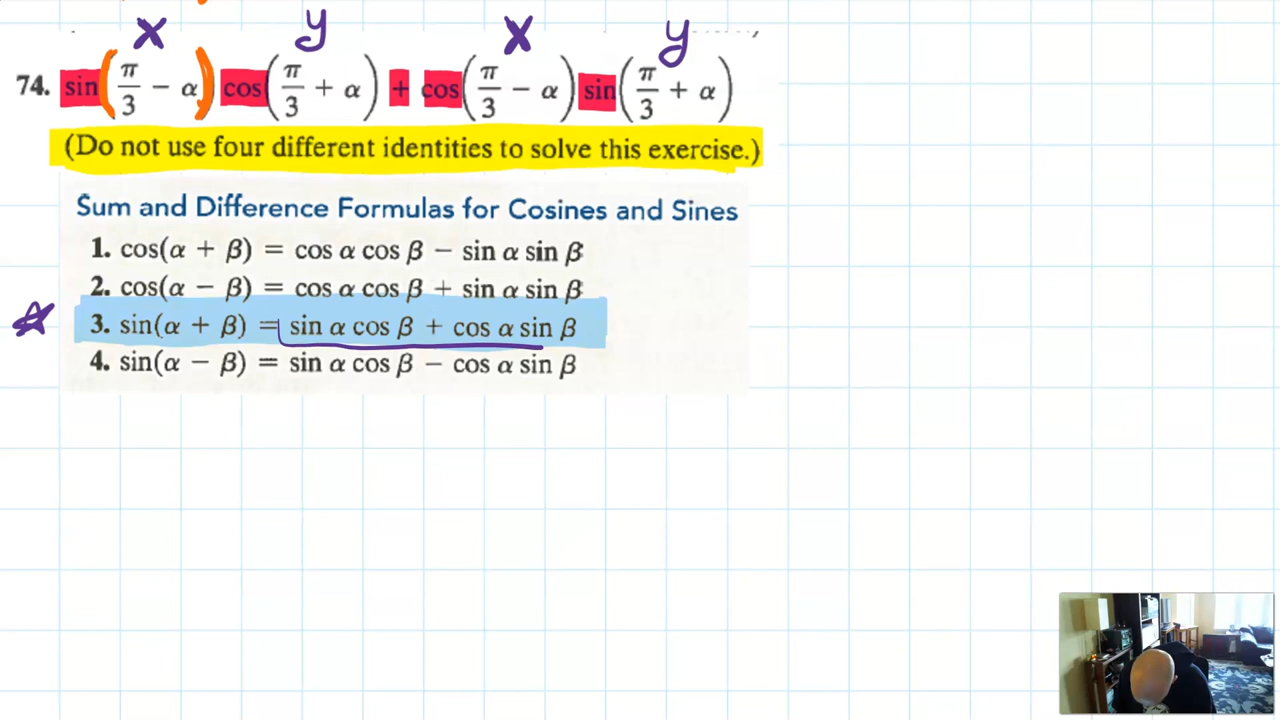 x y x y
74. sin(π/3 − α) cos(π/3 + α) + cos(π/3 − α) sin(π/3 + α)
(Do not use four different identities to solve this exercise.)
Sum and Difference Formulas for Cosines and Sines
1. cos(α + β) = cos α cos β − sin α sin β
2. cos(α − β) = cos α cos β + sin α sin β
3. sin(α + β) = sin α cos β + cos α sin β
4. sin(α − β) = sin α cos β − cos α sin β